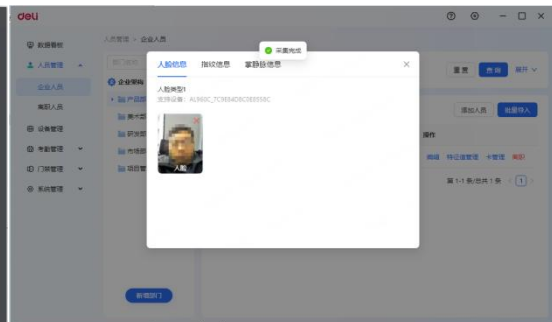 deli
数据看板
人员管理
企业人员
离职人员
设备管理
考勤管理
门禁管理
系统管理
人员管理 > 企业人员
采集完成
人脸信息 指纹信息 掌静脉信息
人脸类型1
支持设备：
人脸
企业架构
产品部
美术部
研发部
市场部
新增部门
重置 查询 展开
添加人员 批量导入
操作
编辑 特征值管理 卡管理 离职
第 1-1 条/总共 1 条 1